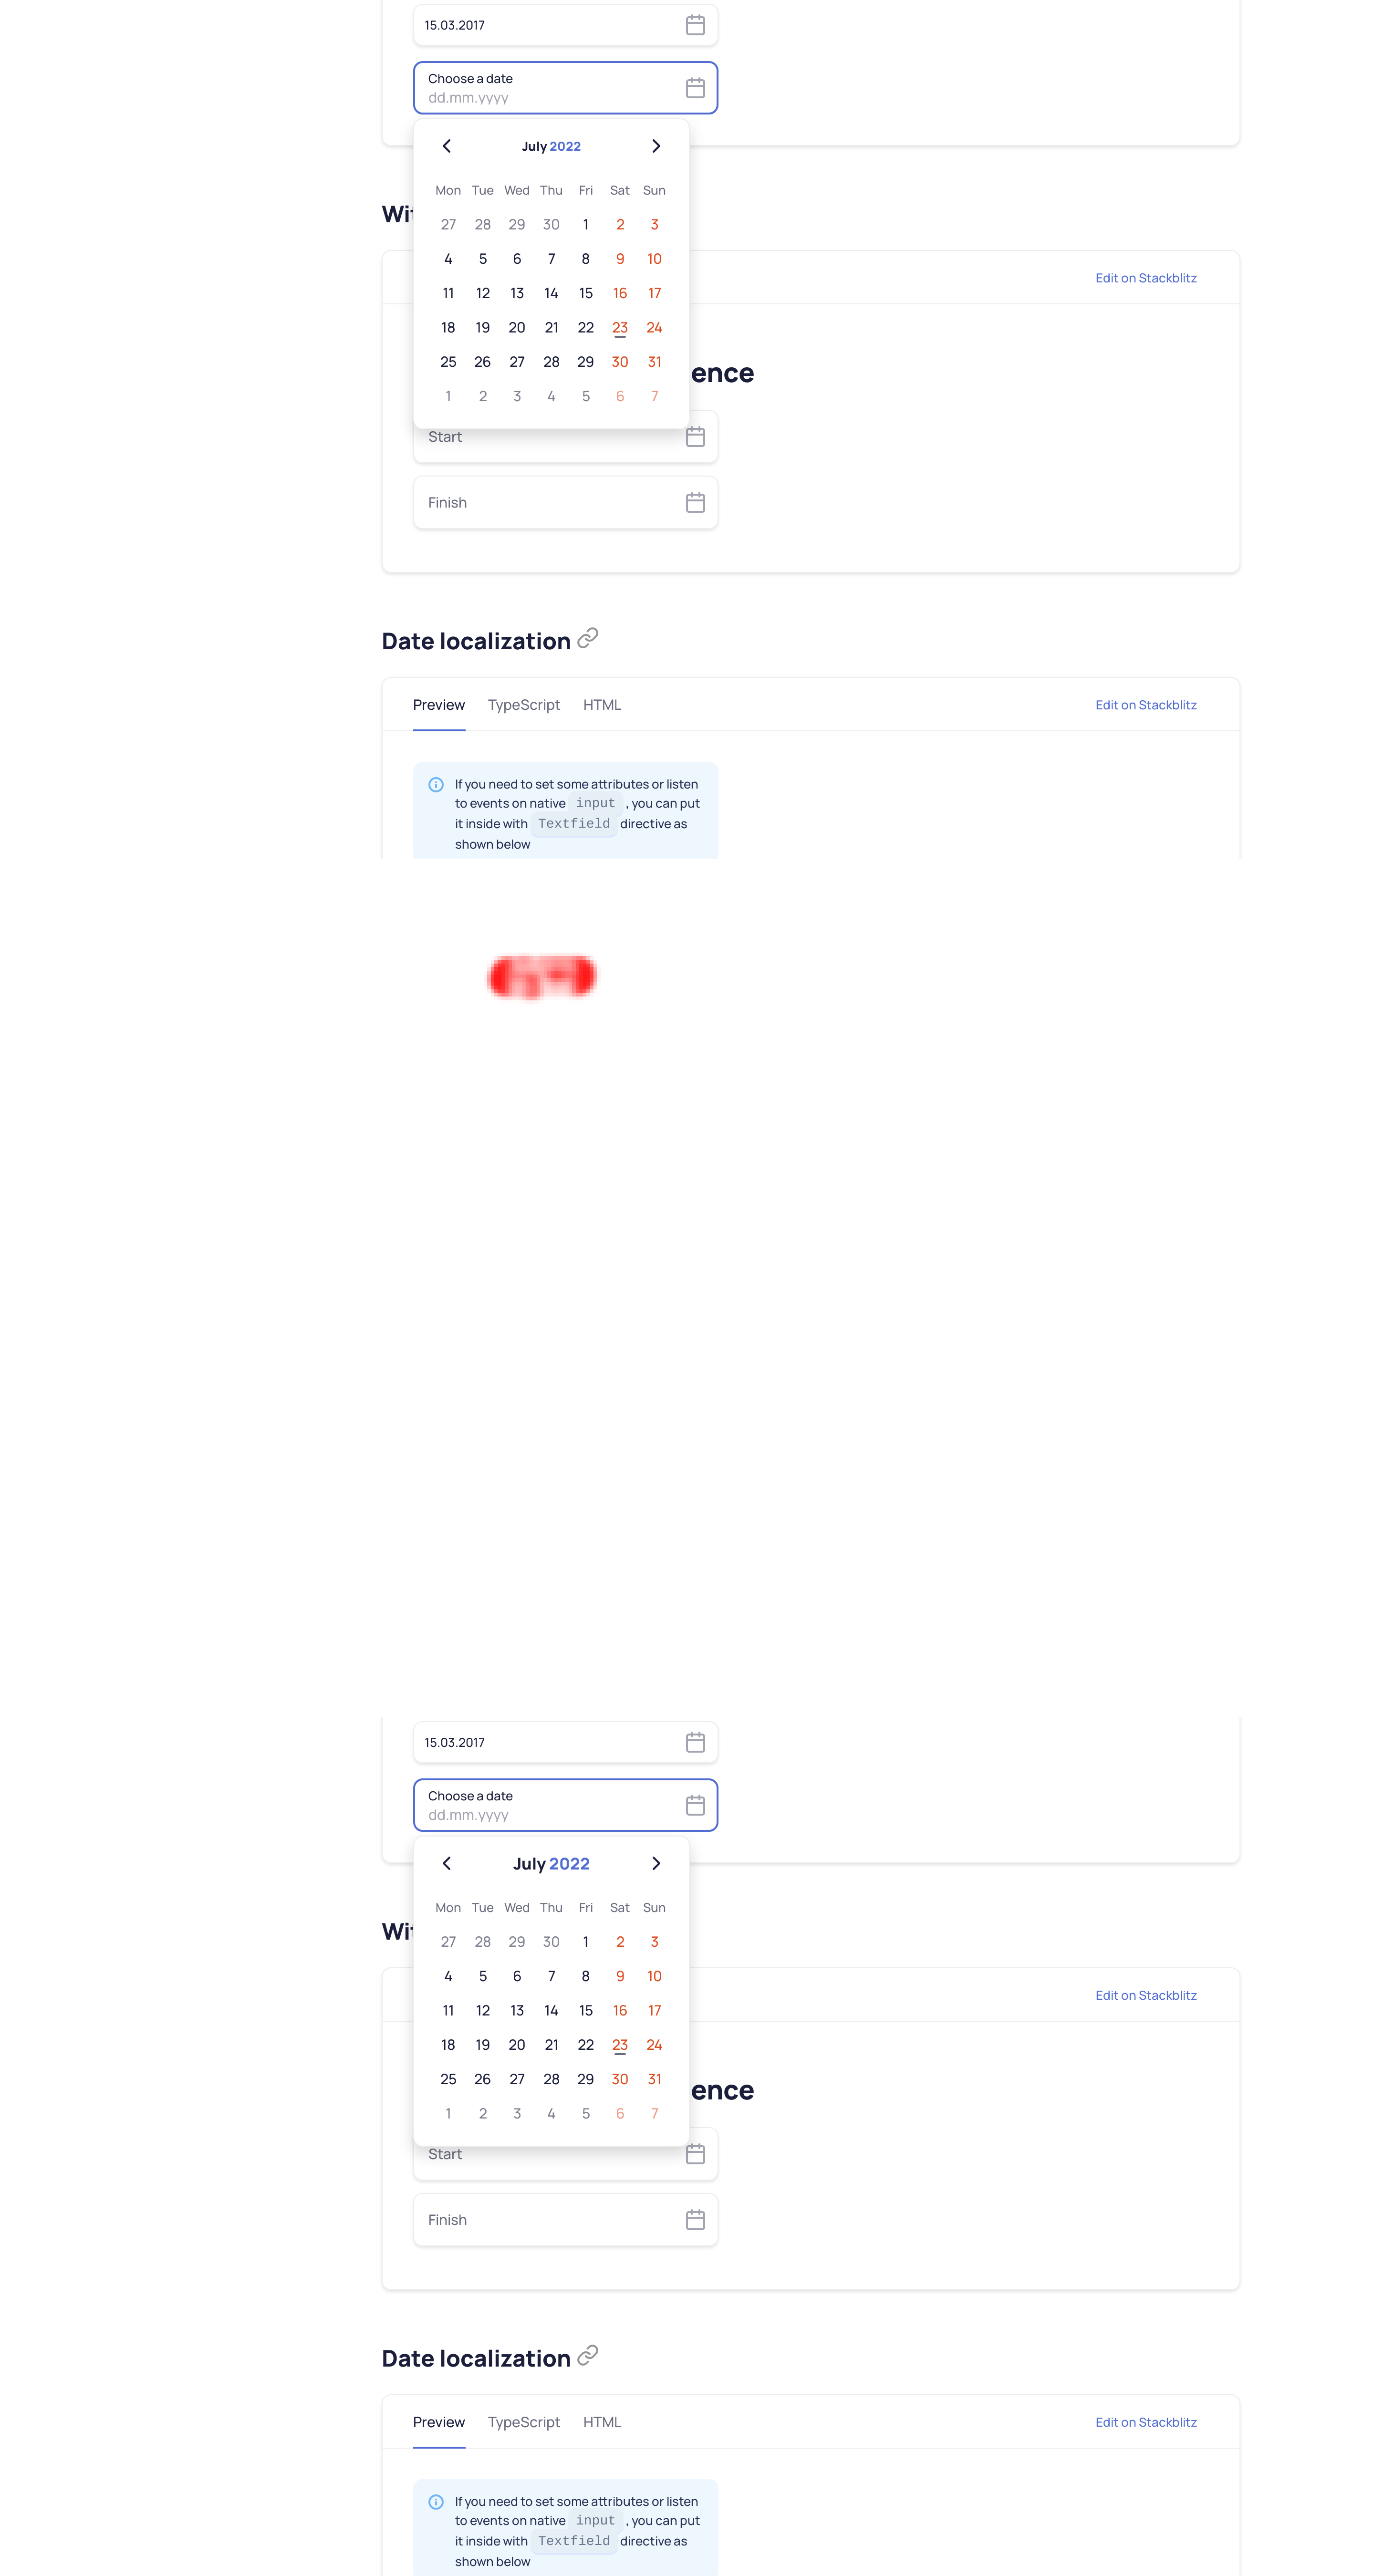 15.03.2017
Choose a date
dd.mm.yyyy
July 2022
Mon Tue Wed Thu Fri Sat Sun
27 28 29 30 1 2 3
4 5 6 7 8 9 10
11 12 13 14 15 16 17
18 19 20 21 22 23 24
25 26 27 28 29 30 31
1 2 3 4 5 6 7
Wit
Edit on Stackblitz
ence
Start
Finish
Date localization
Preview TypeScript HTML Edit on Stackblitz
If you need to set some attributes or listen
to events on native input , you can put
it inside with Textfield directive as
shown below
15.03.2017
Choose a date
dd.mm.yyyy
July 2022
Mon Tue Wed Thu Fri Sat Sun
27 28 29 30 1 2 3
4 5 6 7 8 9 10
11 12 13 14 15 16 17
18 19 20 21 22 23 24
25 26 27 28 29 30 31
1 2 3 4 5 6 7
Wit
Edit on Stackblitz
ence
Start
Finish
Date localization
Preview TypeScript HTML Edit on Stackblitz
If you need to set some attributes or listen
to events on native input , you can put
it inside with Textfield directive as
shown below